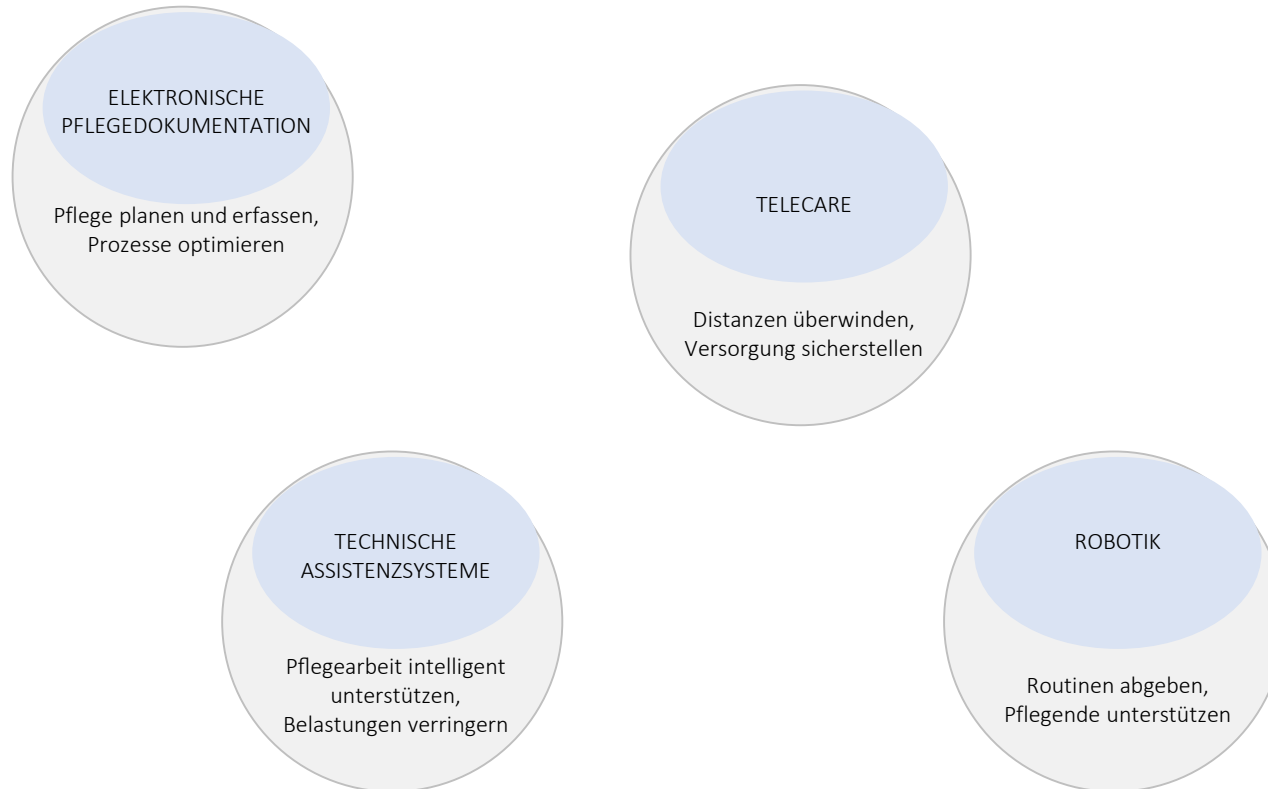 ELEKTRONISCHE
PFLEGEDOKUMENTATION
Pflege planen und erfassen,
Prozesse optimieren
TELECARE
Distanzen überwinden,
Versorgung sicherstellen
TECHNISCHE
ASSISTENZSYSTEME
Pflegearbeit intelligent
unterstützen,
Belastungen verringern
ROBOTIK
Routinen abgeben,
Pflegende unterstützen